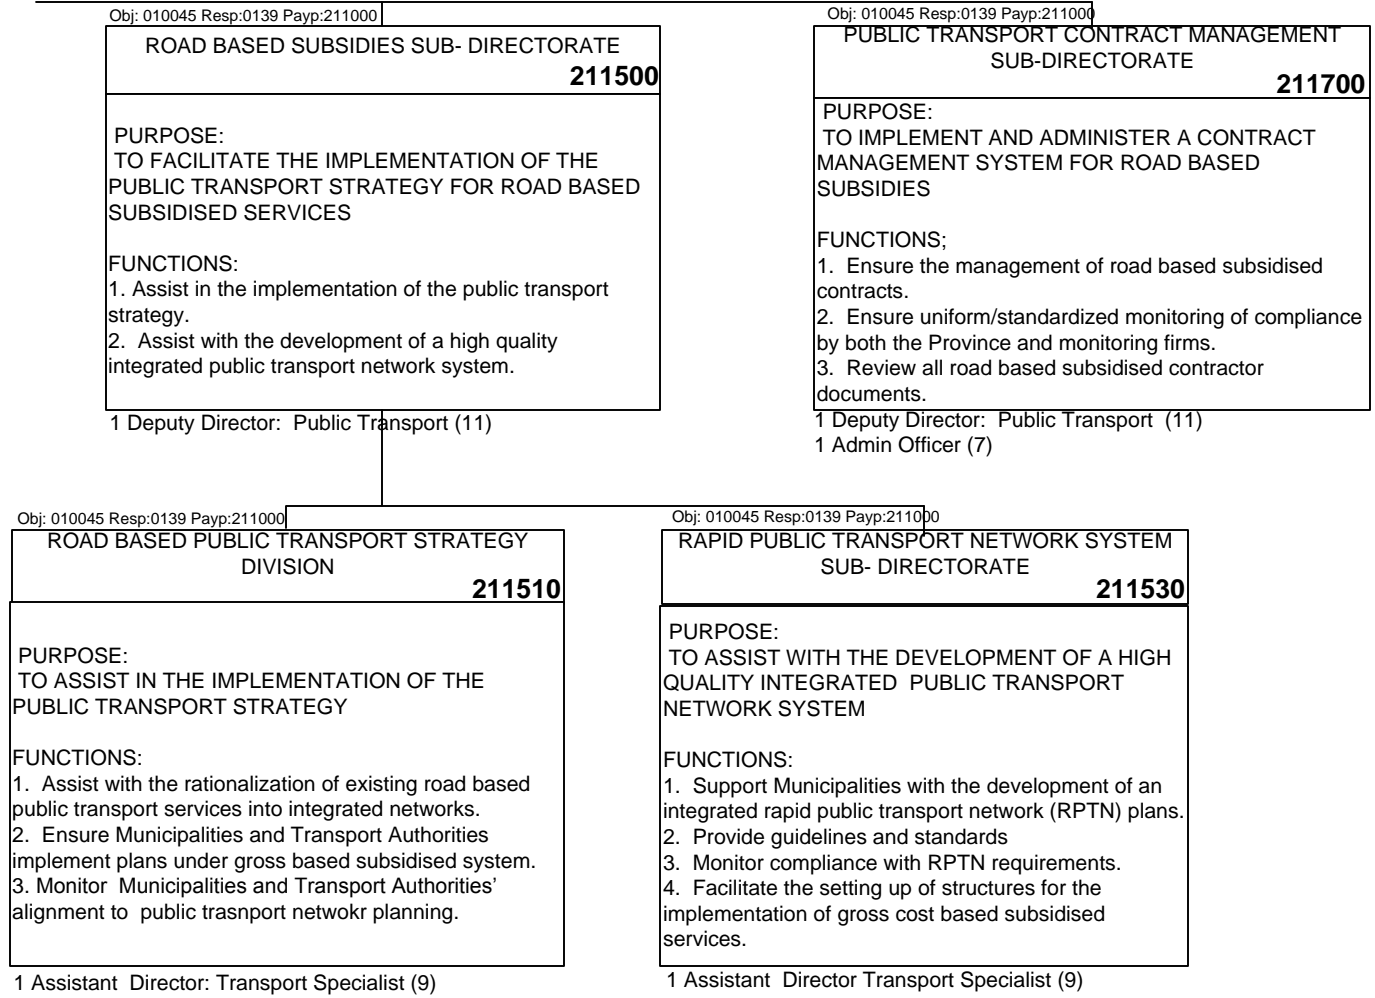 Obj: 010045 Resp:0139 Payp:211000
ROAD BASED SUBSIDIES SUB- DIRECTORATE
211500
PURPOSE:
TO FACILITATE THE IMPLEMENTATION OF THE
PUBLIC TRANSPORT STRATEGY FOR ROAD BASED
SUBSIDISED SERVICES
FUNCTIONS:
1. Assist in the implementation of the public transport
strategy.
2. Assist with the development of a high quality
integrated public transport network system.
1 Deputy Director: Public Transport (11)
Obj: 010045 Resp:0139 Payp:211000
PUBLIC TRANSPORT CONTRACT MANAGEMENT
SUB-DIRECTORATE
211700
PURPOSE:
TO IMPLEMENT AND ADMINISTER A CONTRACT
MANAGEMENT SYSTEM FOR ROAD BASED
SUBSIDIES
FUNCTIONS;
1. Ensure the management of road based subsidised
contracts.
2. Ensure uniform/standardized monitoring of compliance
by both the Province and monitoring firms.
3. Review all road based subsidised contractor
documents.
1 Deputy Director: Public Transport (11)
1 Admin Officer (7)
Obj: 010045 Resp:0139 Payp:211000
ROAD BASED PUBLIC TRANSPORT STRATEGY
DIVISION
211510
PURPOSE:
TO ASSIST IN THE IMPLEMENTATION OF THE
PUBLIC TRANSPORT STRATEGY
FUNCTIONS:
1. Assist with the rationalization of existing road based
public transport services into integrated networks.
2. Ensure Municipalities and Transport Authorities
implement plans under gross based subsidised system.
3. Monitor Municipalities and Transport Authorities’
alignment to public trasnport netwokr planning.
1 Assistant Director: Transport Specialist (9)
Obj: 010045 Resp:0139 Payp:211000
RAPID PUBLIC TRANSPORT NETWORK SYSTEM
SUB- DIRECTORATE
211530
PURPOSE:
TO ASSIST WITH THE DEVELOPMENT OF A HIGH
QUALITY INTEGRATED PUBLIC TRANSPORT
NETWORK SYSTEM
FUNCTIONS:
1. Support Municipalities with the development of an
integrated rapid public transport network (RPTN) plans.
2. Provide guidelines and standards
3. Monitor compliance with RPTN requirements.
4. Facilitate the setting up of structures for the
implementation of gross cost based subsidised
services.
1 Assistant Director Transport Specialist (9)